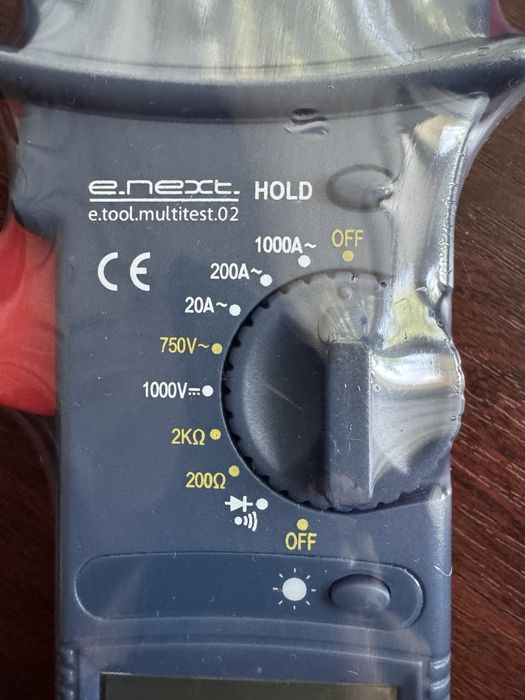 e.next. HOLD
e.tool.multitest.02
OFF
1000A~
200A~
CE
20A~
750V~
1000V⎓
2KΩ
200Ω
OFF